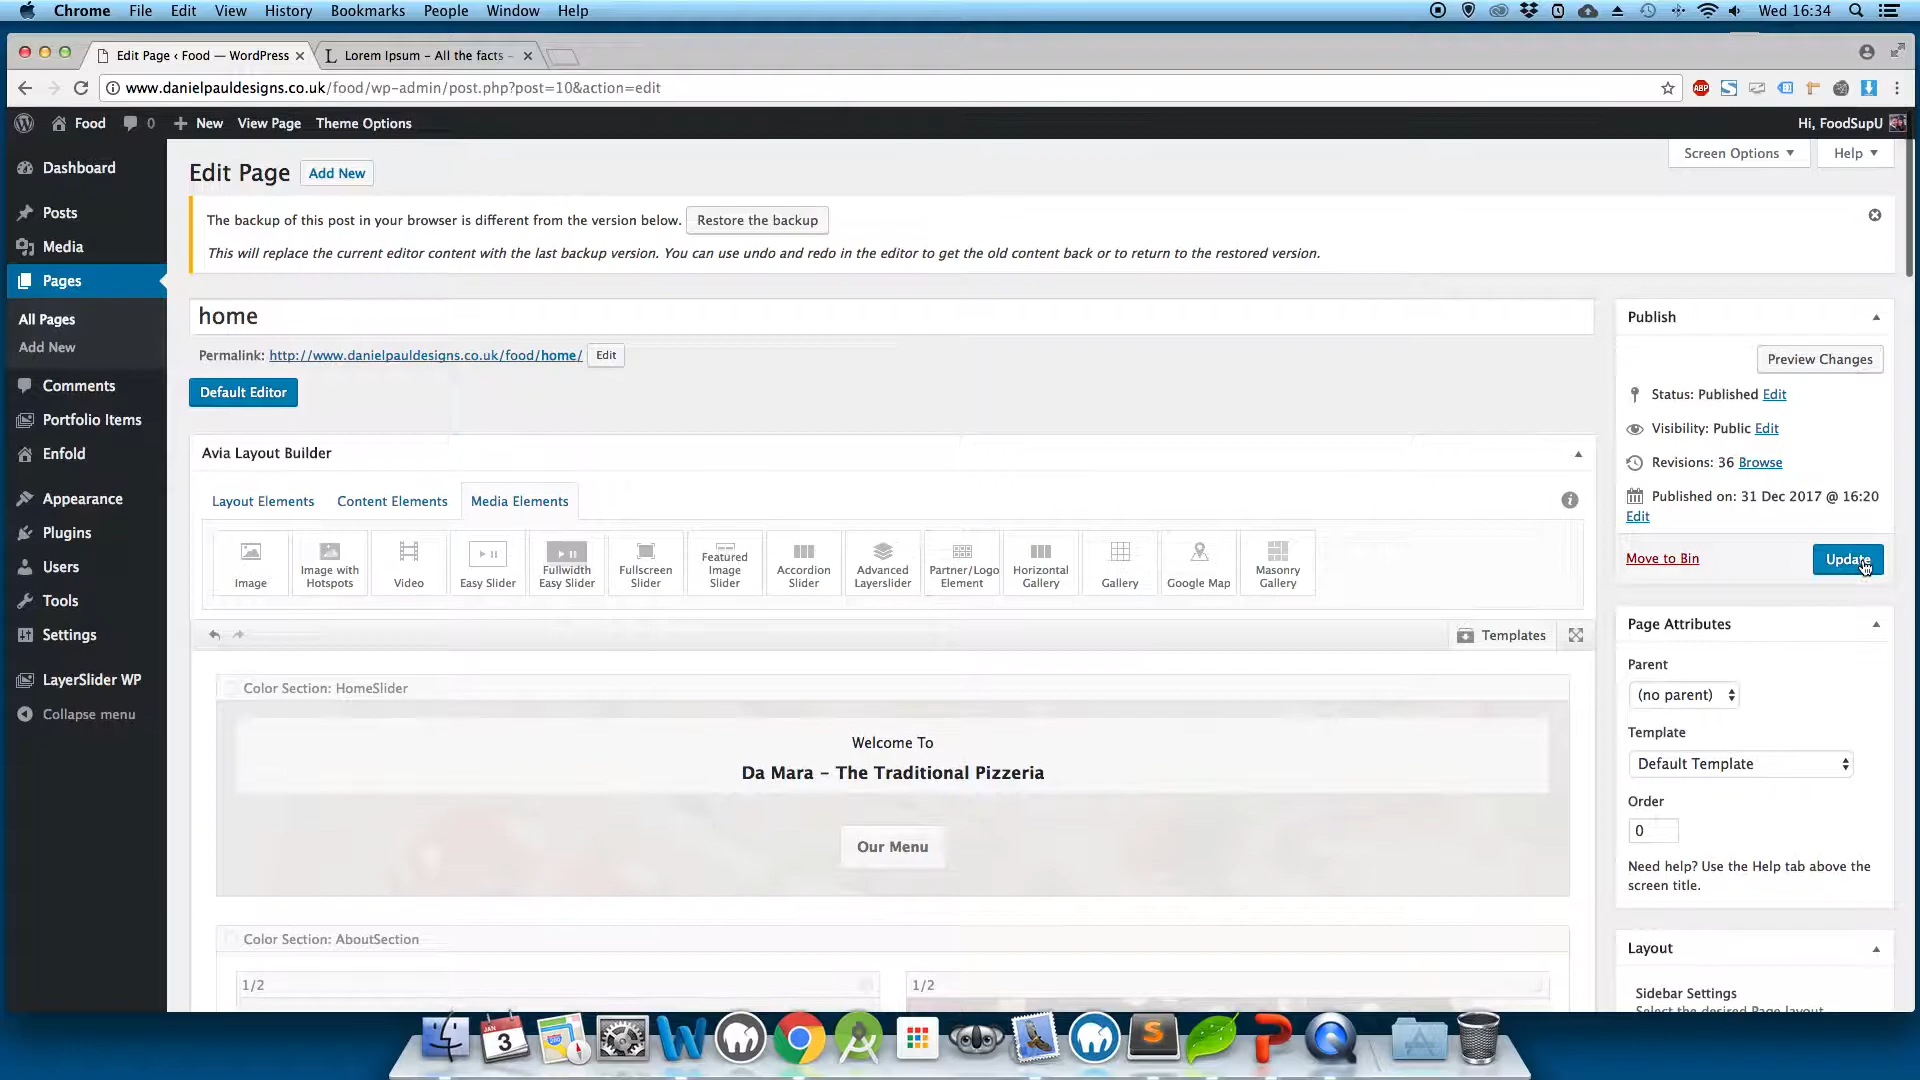 Chrome File Edit View History Bookmarks People Window Help Wed 16:34
Edit Page ‹ Food — WordPress Lorem Ipsum – All the facts –
www.danielpauldesigns.co.uk/food/wp-admin/post.php?post=10&action=edit ABP
Food 0 New View Page Theme Options Hi, FoodSupU
Dashboard
Posts
Media
Pages
All Pages
Add New
Comments
Portfolio Items
Enfold
Appearance
Plugins
Users
Tools
Settings
LayerSlider WP
Collapse menu
Screen Options Help
Edit Page Add New
The backup of this post in your browser is different from the version below. Restore the backup
This will replace the current editor content with the last backup version. You can use undo and redo in the editor to get the old content back or to return to the restored version.
home
Permalink: http://www.danielpauldesigns.co.uk/food/home/ Edit
Default Editor
Avia Layout Builder
Layout Elements Content Elements Media Elements
Image
Image with Hotspots
Video
Easy Slider
Fullwidth Easy Slider
Fullscreen Slider
Featured Image Slider
Accordion Slider
Advanced Layerslider
Partner/Logo Element
Horizontal Gallery
Gallery
Google Map
Masonry Gallery
Templates
Color Section: HomeSlider
Welcome To
Da Mara – The Traditional Pizzeria
Our Menu
Color Section: AboutSection
1/2 1/2
Publish
Preview Changes
Status: Published Edit
Visibility: Public Edit
Revisions: 36 Browse
Published on: 31 Dec 2017 @ 16:20
Edit
Move to Bin Update
Page Attributes
Parent
(no parent)
Template
Default Template
Order
0
Need help? Use the Help tab above the
screen title.
Layout
Sidebar Settings
Select the desired Page layout
JAN
3